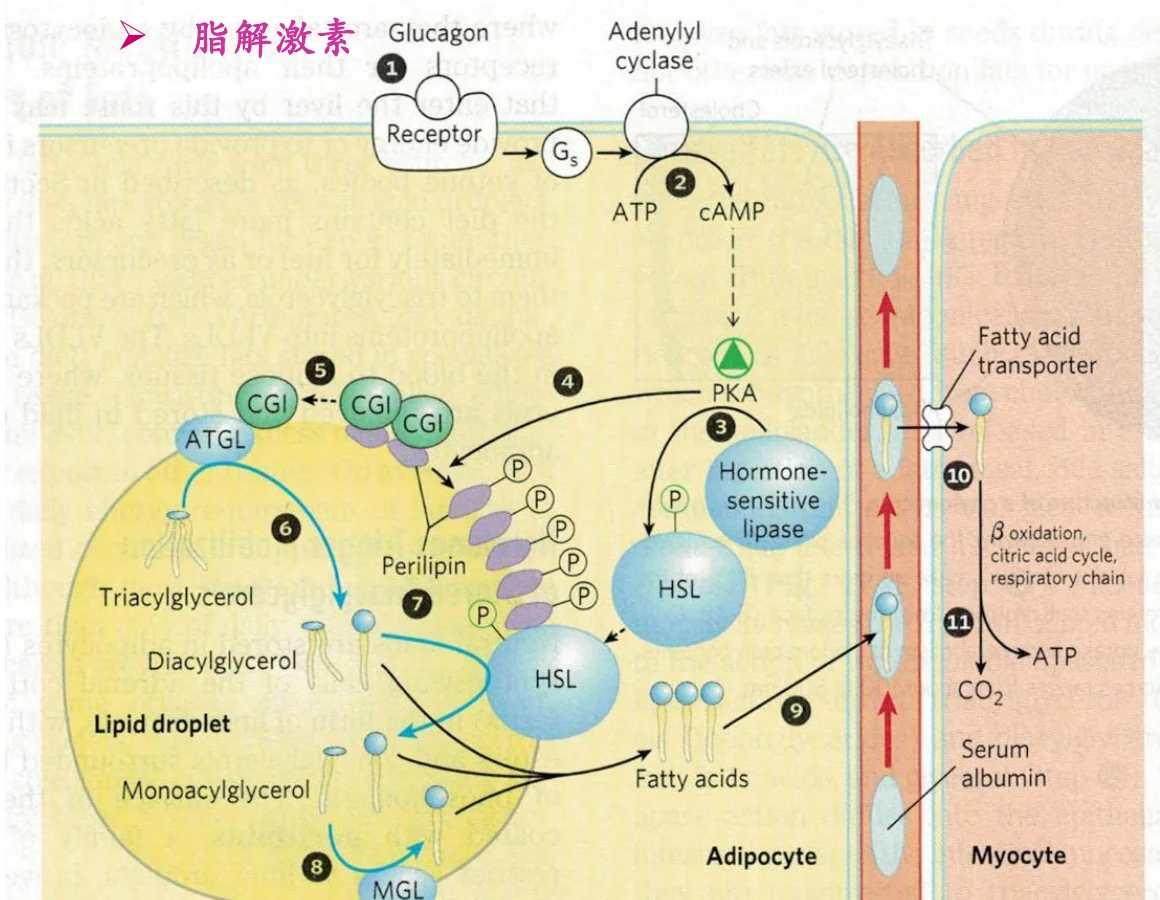 ➢ 脂解激素
Glucagon
1
Receptor
Gs
Adenylyl
cyclase
2
ATP
cAMP
PKA
3
4
5
CGI
CGI
CGI
ATGL
Hormone-
sensitive
lipase
P
HSL
P
P
P
P
P
P
Perilipin
6
7
Triacylglycerol
Diacylglycerol
HSL
Lipid droplet
Monoacylglycerol
8
MGL
Fatty acids
9
Adipocyte
Fatty acid
transporter
10
β oxidation,
citric acid cycle,
respiratory chain
11
ATP
CO2
Serum
albumin
Myocyte